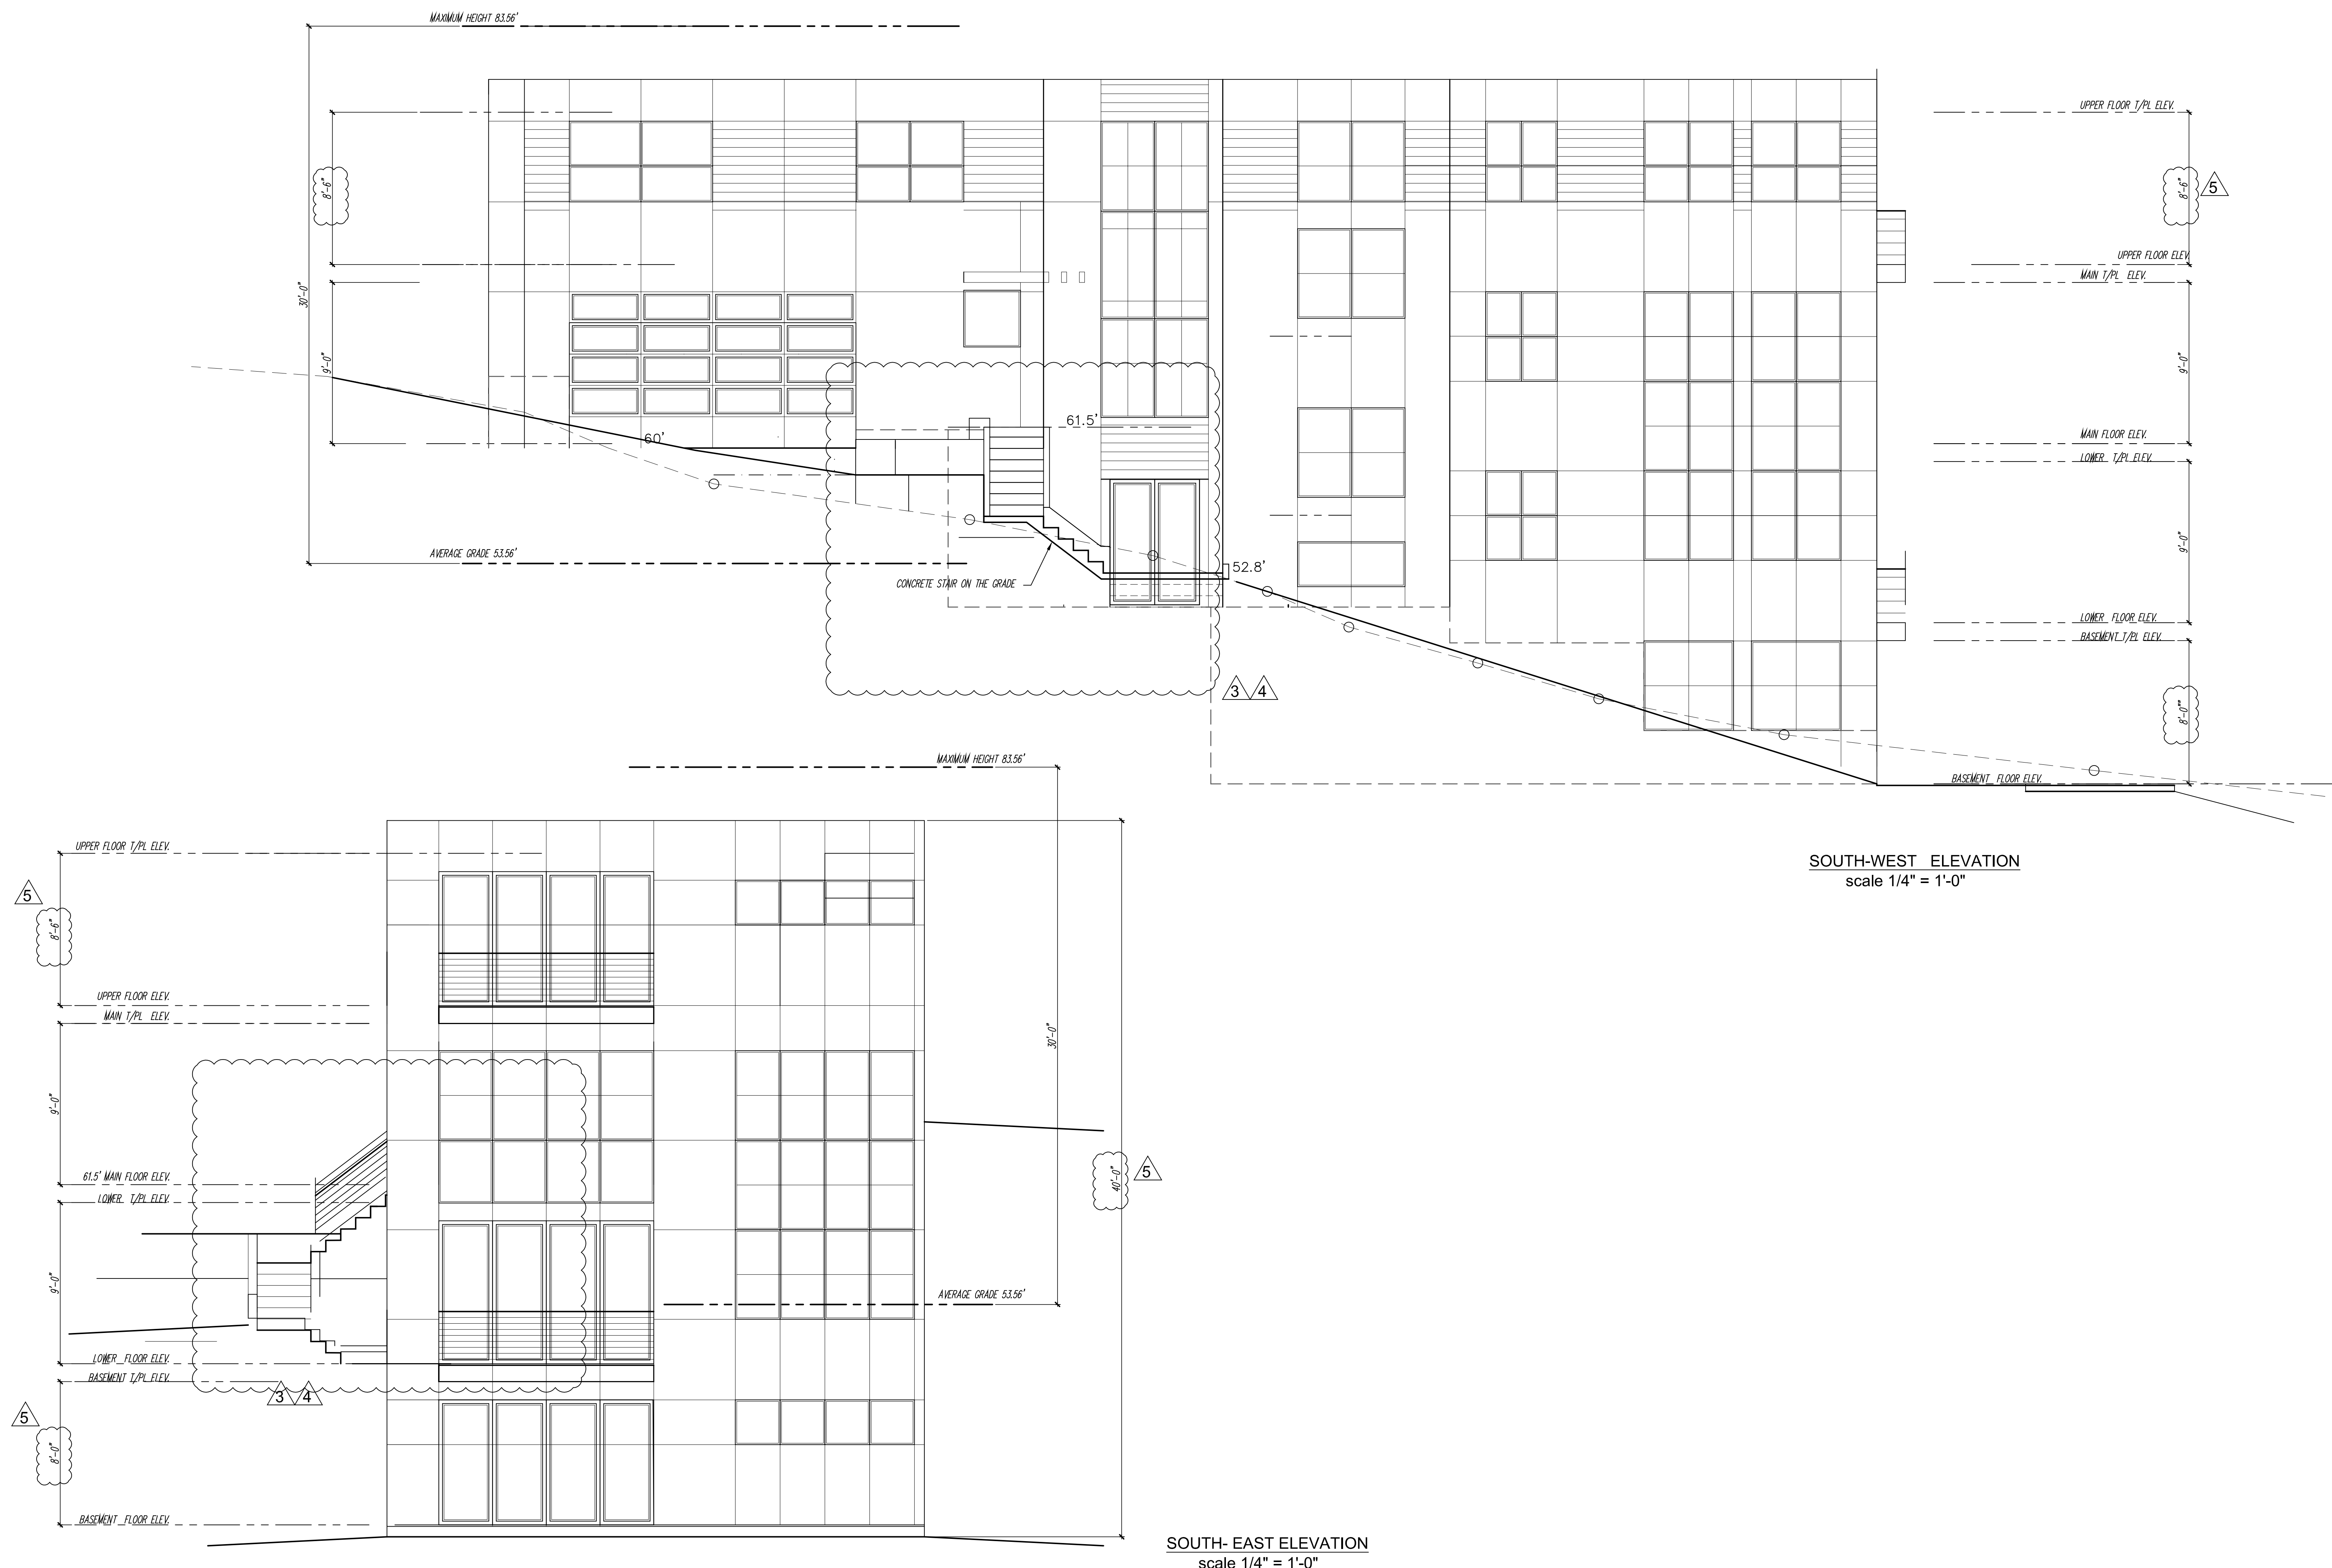 MAXIMUM HEIGHT 83.56'
UPPER FLOOR T/PL ELEV.
8'-6"
8'-6"
5
UPPER FLOOR ELEV.
MAIN T/PL ELEV.
30'-0"
9'-0"
9'-0"
61.5'
60'
MAIN FLOOR ELEV.
LOWER T/PL ELEV.
9'-0"
AVERAGE GRADE 53.56'
52.8'
CONCRETE STAIR ON THE GRADE
LOWER FLOOR ELEV.
BASEMENT T/PL ELEV.
3 4
8'-0""
BASEMENT FLOOR ELEV.
SOUTH-WEST ELEVATION
scale 1/4" = 1'-0"
MAXIMUM HEIGHT 83.56'
UPPER FLOOR T/PL ELEV.
5
8'-6"
UPPER FLOOR ELEV.
MAIN T/PL ELEV.
30'-0"
9'-0"
61.5' MAIN FLOOR ELEV.
40'-0"
5
LOWER T/PL ELEV.
9'-0"
AVERAGE GRADE 53.56'
LOWER FLOOR ELEV.
BASEMENT T/PL ELEV.
3 4
5
8'-0"
BASEMENT FLOOR ELEV.
SOUTH- EAST ELEVATION
scale 1/4" = 1'-0"